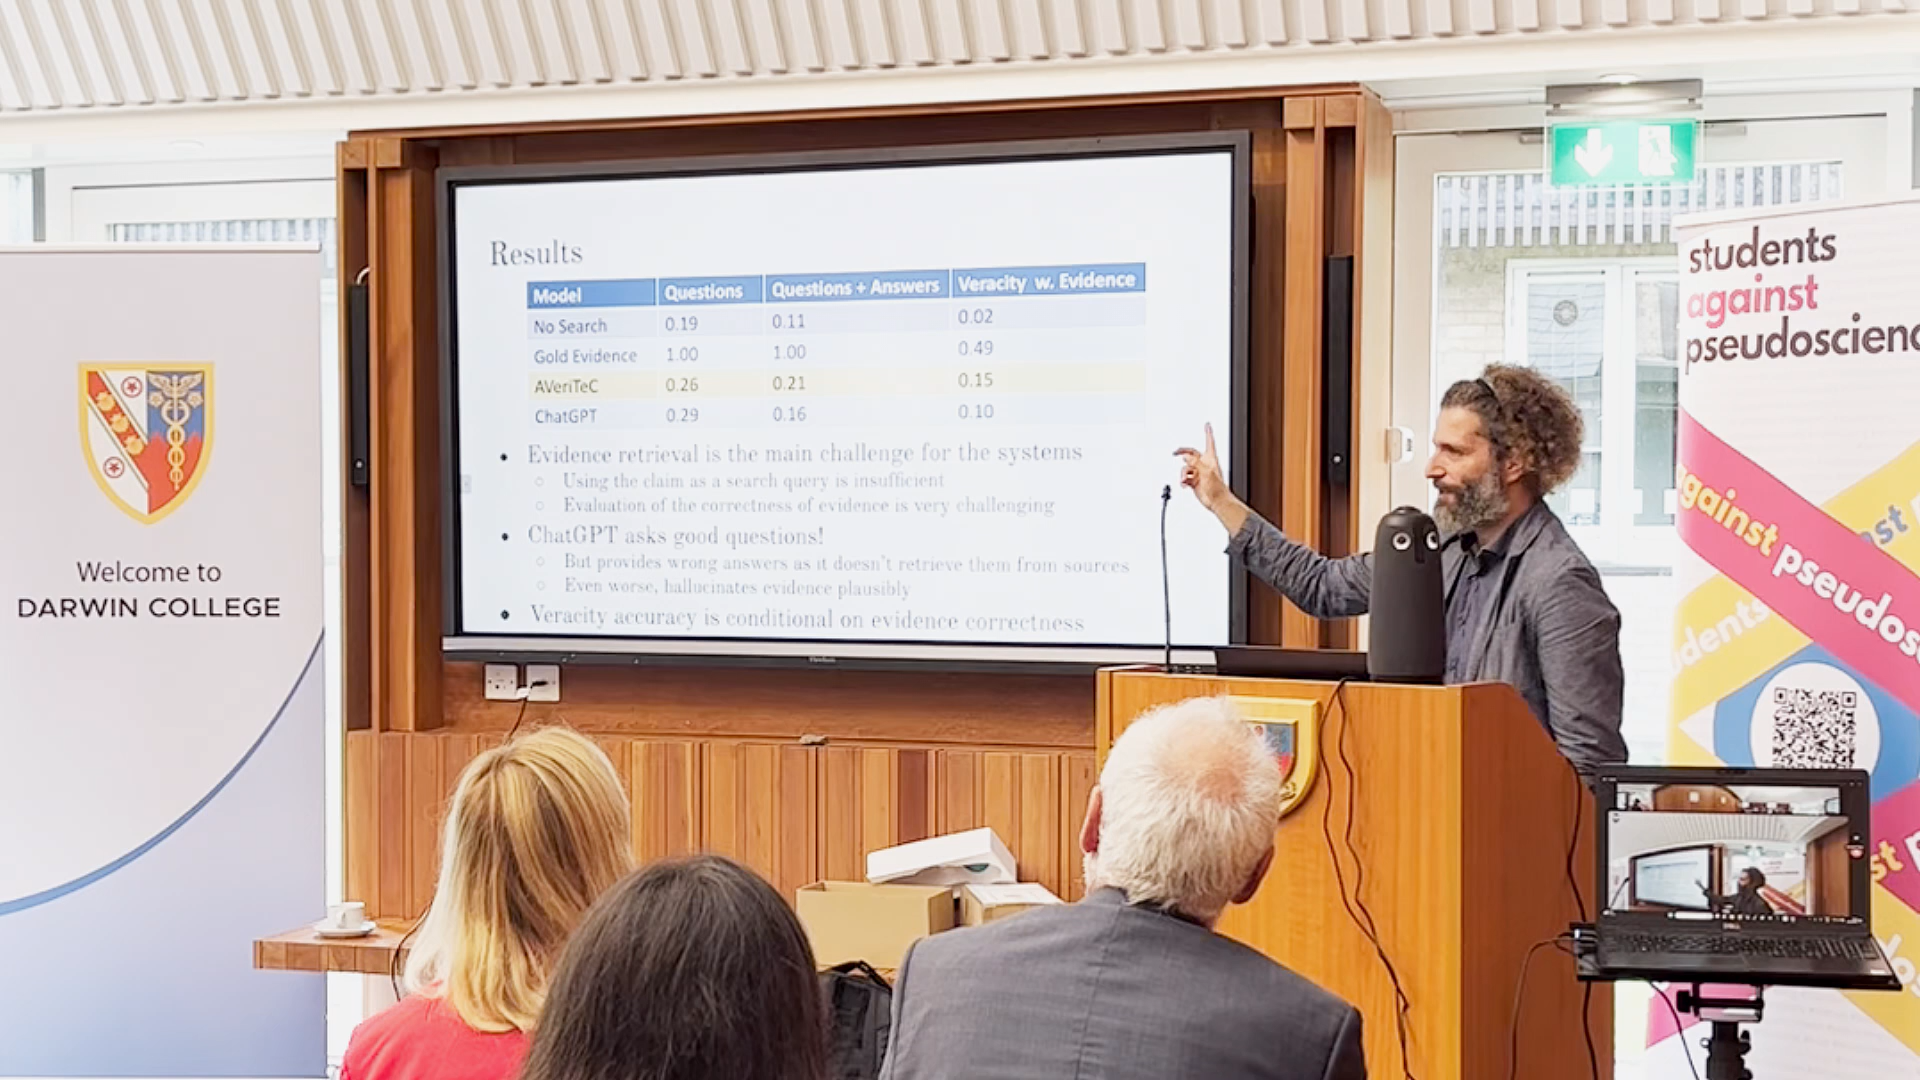 Results
Model Questions Questions + Answers Veracity w. Evidence
No Search 0.19 0.11 0.02
Gold Evidence 1.00 1.00 0.49
AVeriTeC 0.26 0.21 0.15
ChatGPT 0.29 0.16 0.10
• Evidence retrieval is the main challenge for the systems
○ Using the claim as a search query is insufficient
○ Evaluation of the correctness of evidence is very challenging
• ChatGPT asks good questions!
○ But provides wrong answers as it doesn't retrieve them from sources
○ Even worse, hallucinates evidence plausibly
• Veracity accuracy is conditional on evidence correctness
Welcome to
DARWIN COLLEGE
students
against
pseudoscienc
gainst pseudos
st
dents
st